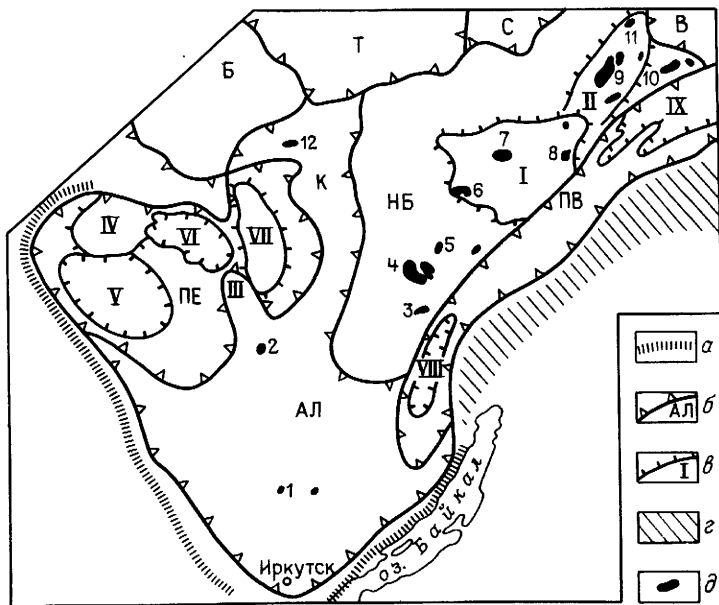 С
В
Т
11
Б
9
10
II
IX
12
7
8
К
I
НБ
6
ПВ
IV
VI
VII
5
4
V
ПЕ
III
3
2
VIII
АЛ
а
АЛ
б
I
в
1
г
Иркутск
оз. Байкал
д